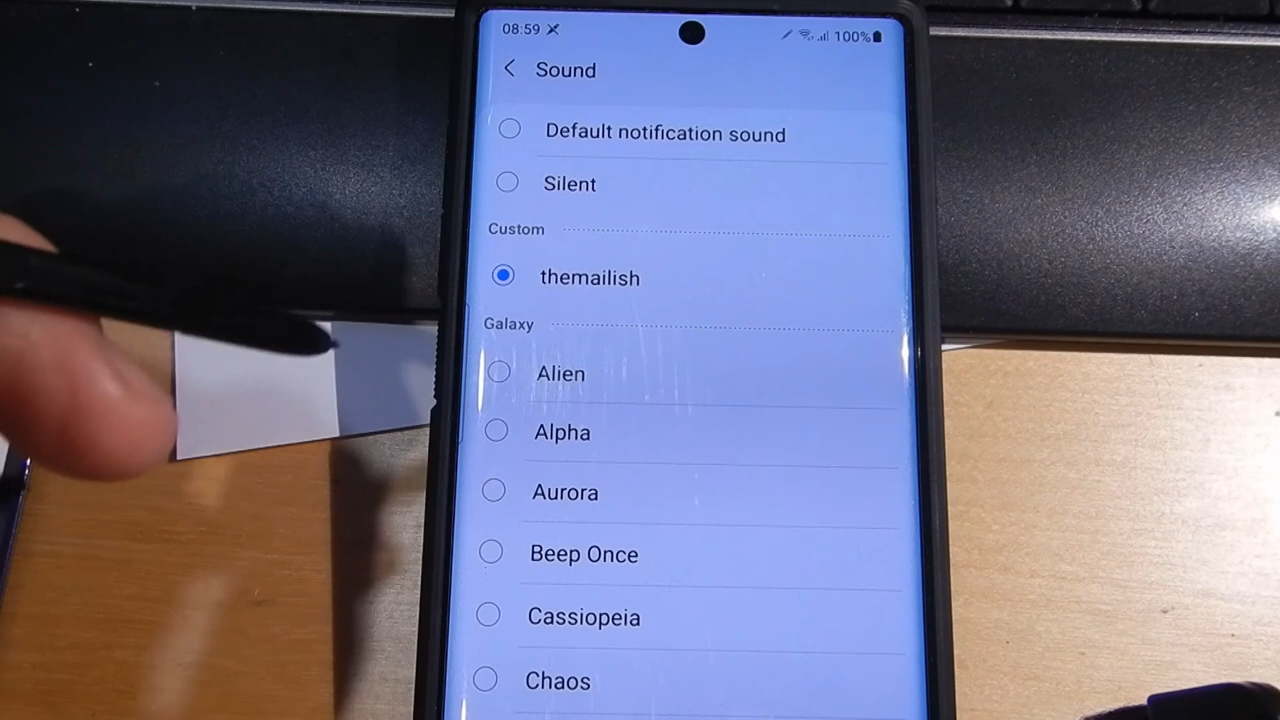 08:59 100%
Sound
Default notification sound
Silent
Custom
themailish
Galaxy
Alien
Alpha
Aurora
Beep Once
Cassiopeia
Chaos